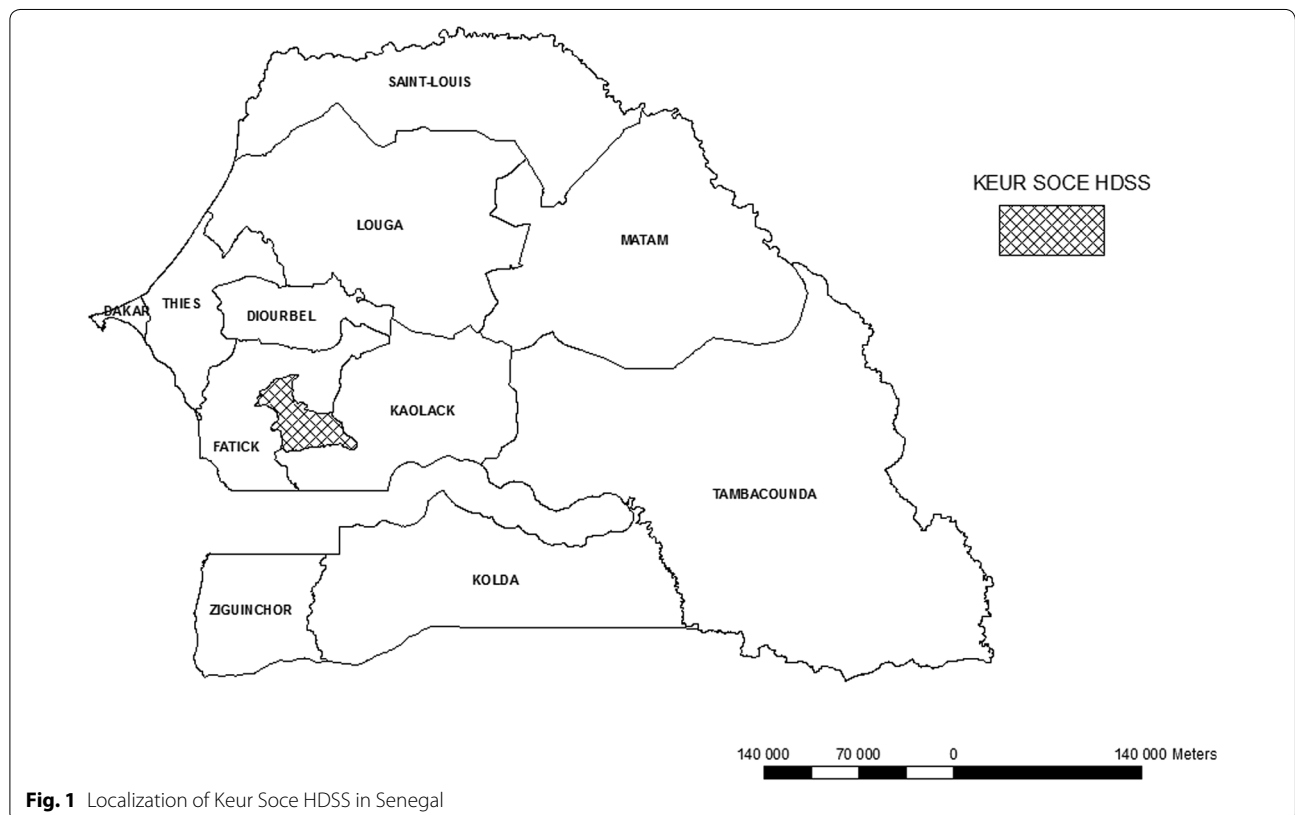 SAINT-LOUIS
KEUR SOCE HDSS
LOUGA
MATAM
THIES
DAKAR
DIOURBEL
KAOLACK
FATICK
TAMBACOUNDA
KOLDA
ZIGUINCHOR
140 000 70 000 0 140 000 Meters
Fig. 1 Localization of Keur Soce HDSS in Senegal